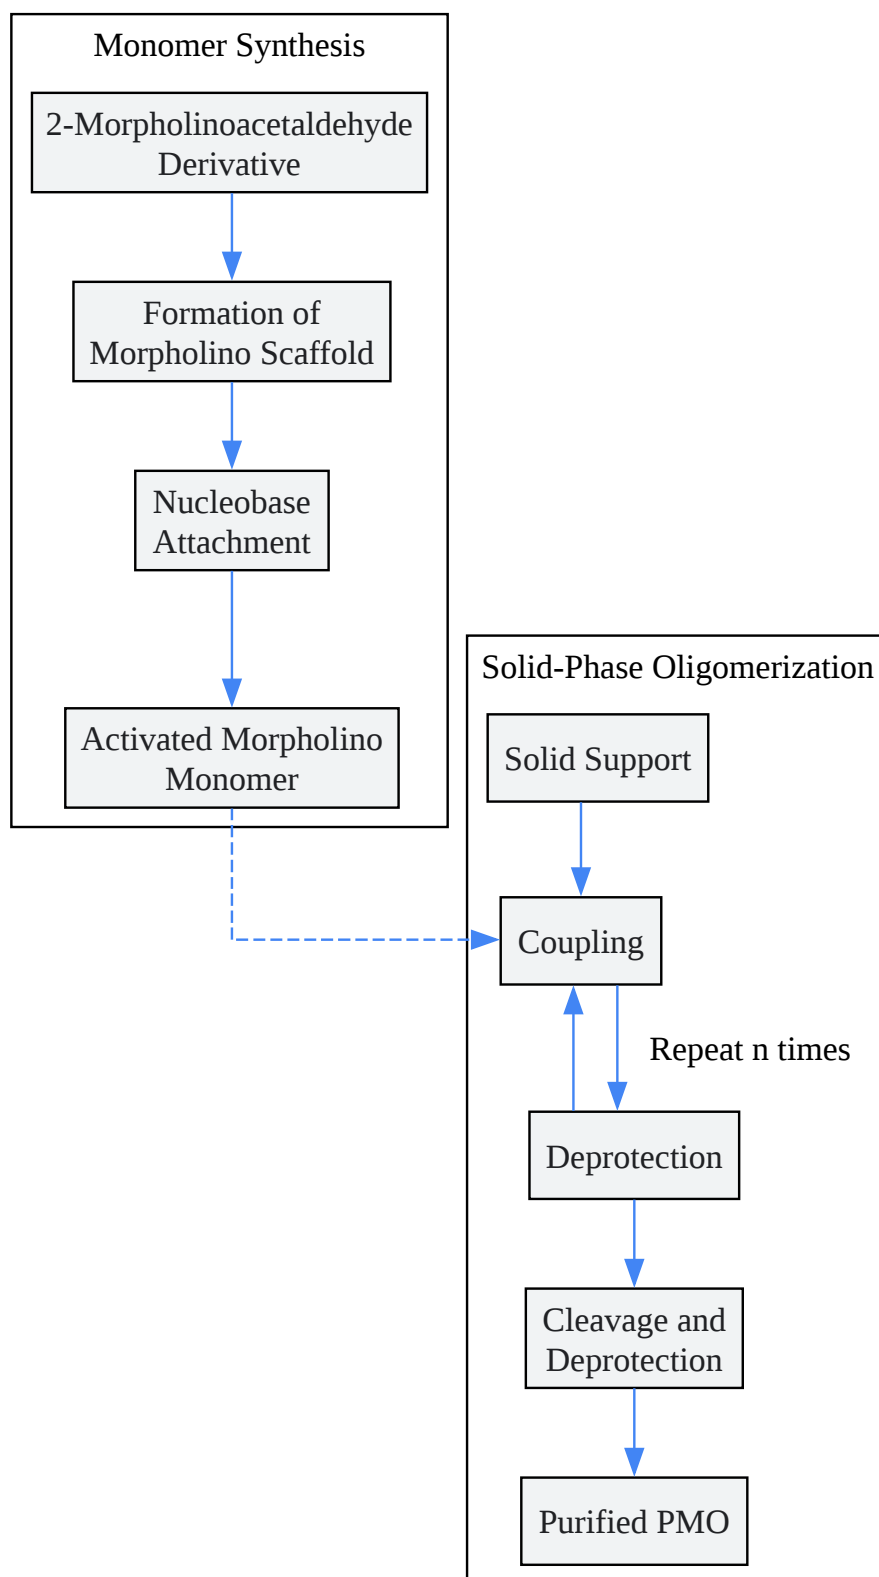 Monomer Synthesis
2-Morpholinoacetaldehyde
Derivative
Formation of
Morpholino Scaffold
Nucleobase
Attachment
Activated Morpholino
Monomer
Solid-Phase Oligomerization
Solid Support
Coupling
Repeat n times
Deprotection
Cleavage and
Deprotection
Purified PMO